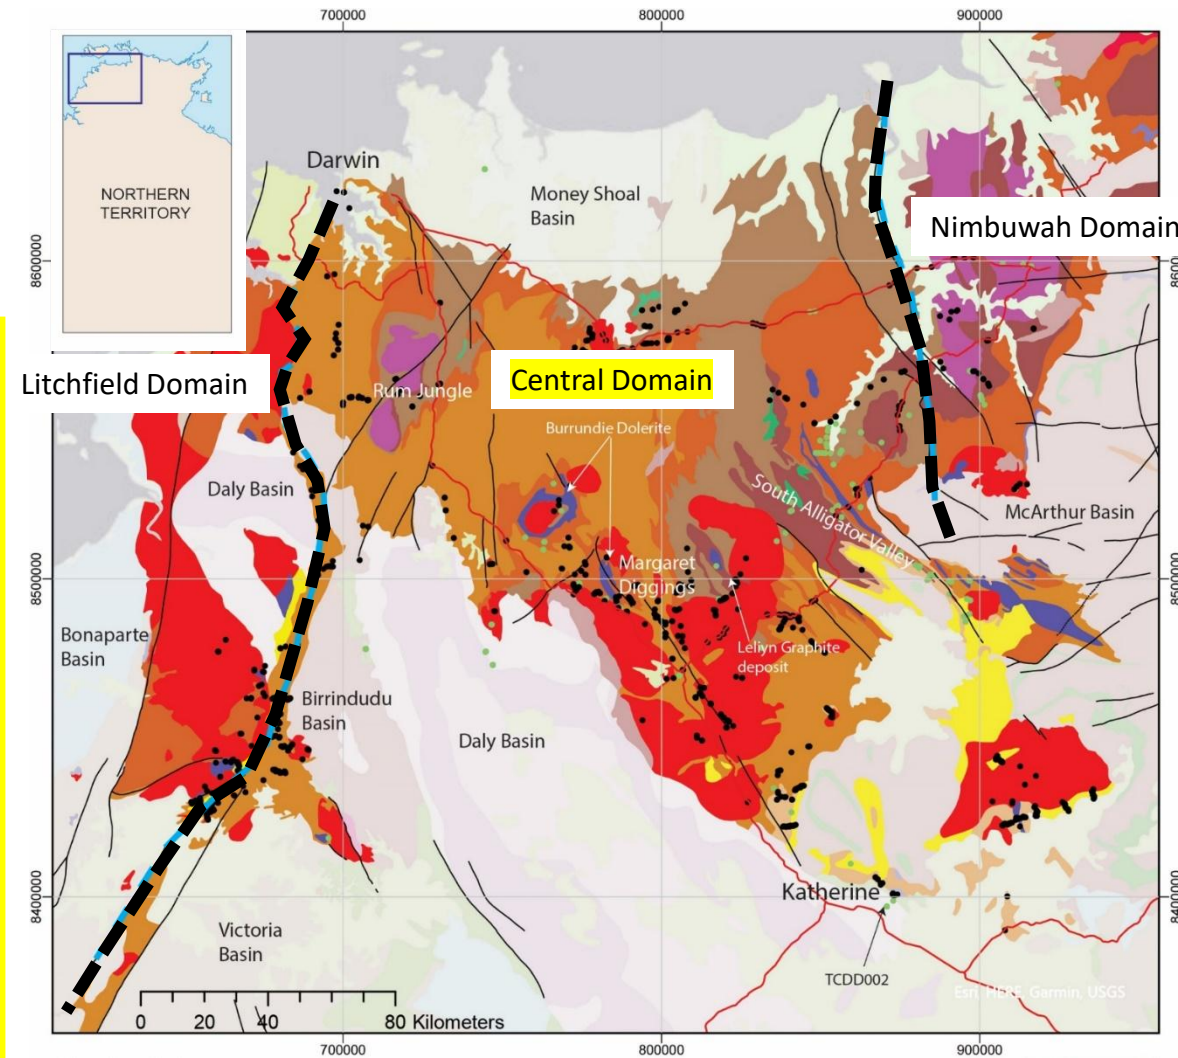 700000
800000
900000
NORTHERN
TERRITORY
Darwin
Money Shoal
Basin
Nimbuwah Domain
8600000
Litchfield Domain
Rum Jungle
Central Domain
Burrundie Dolerite
Daly Basin
South Alligator Valley
McArthur Basin
Margaret
Diggings
8500000
8500000
Bonaparte
Basin
Leliyn Graphite
deposit
Birrindudu
Basin
Daly Basin
Katherine
8400000
8400000
Victoria
Basin
TCDD002
Esri, HERE, Garmin, USGS
0 20 40 80 Kilometers
700000
800000
900000